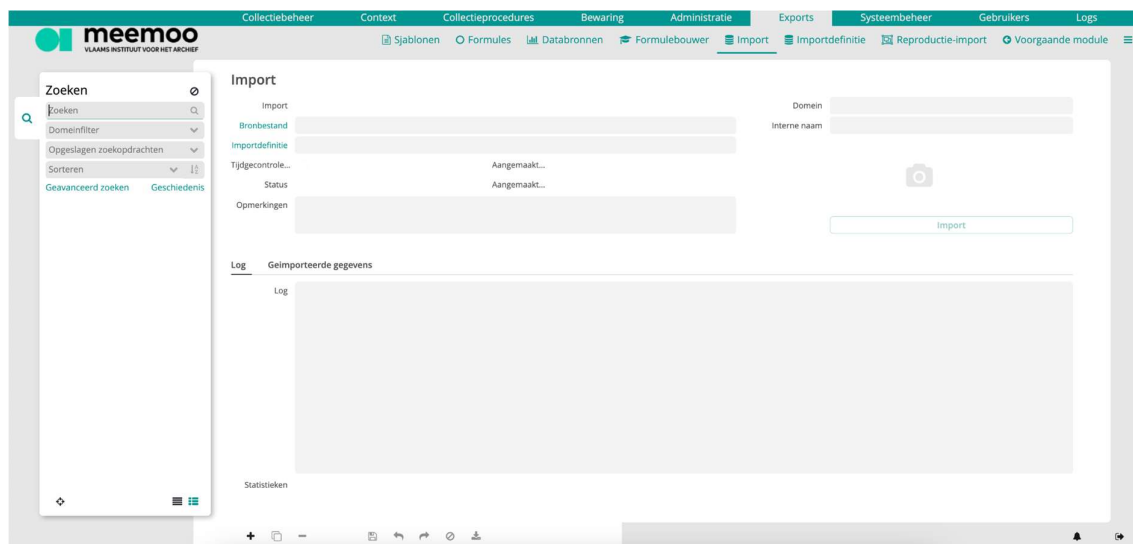 Collectiebeheer Context Collectieprocedures Bewaring Administratie Exports Systeembeheer Gebruikers Logs
meemoo
VLAAMS INSTITUUT VOOR HET ARCHIEF
Sjablonen Formules Databronnen Formulebouwer Import Importdefinitie Reproductie-import Voorgaande module
Zoeken
Zoeken
Domeinfilter
Opgeslagen zoekopdrachten
Sorteren
Geavanceerd zoeken Geschiedenis
Import
Import Domein
Bronbestand Interne naam
Importdefinitie
Tijdgecontrole... Aangemaakt...
Status Aangemaakt...
Opmerkingen
Import
Log Geimporteerde gegevens
Log
Statistieken